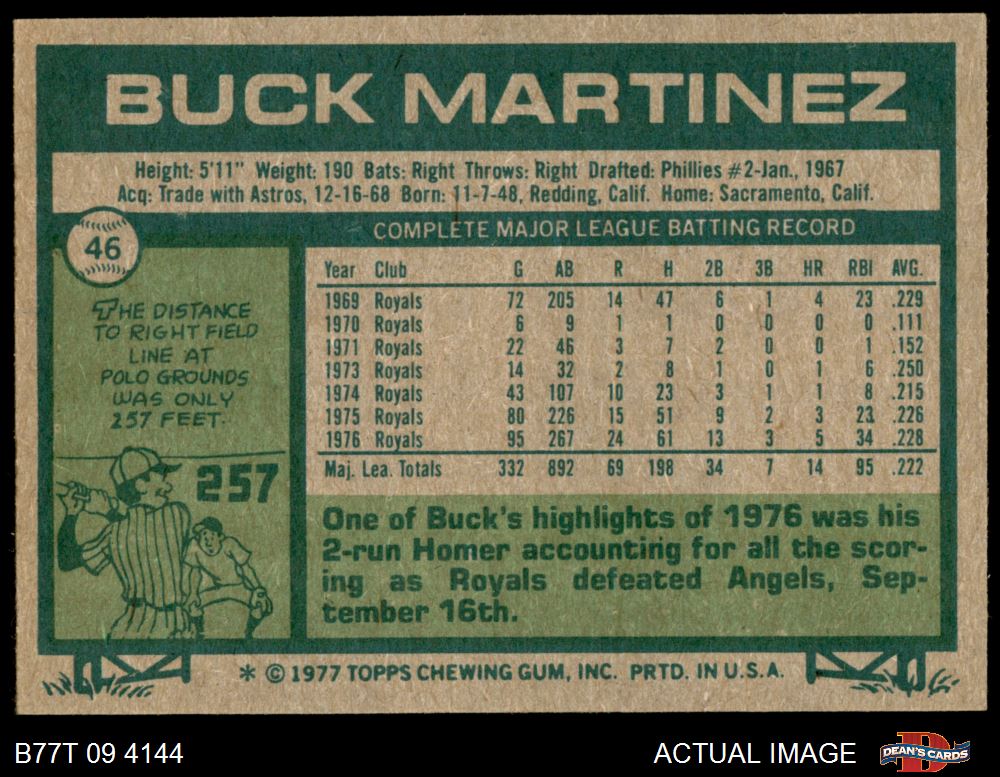 BUCK MARTINEZ
Height: 5'11" Weight: 190 Bats: Right Throws: Right Drafted: Phillies #2-Jan., 1967
Acq: Trade with Astros, 12-16-68 Born: 11-7-48, Redding, Calif. Home: Sacramento, Calif.
46
COMPLETE MAJOR LEAGUE BATTING RECORD
THE DISTANCE
TO RIGHT FIELD
LINE AT
POLO GROUNDS
WAS ONLY
257 FEET.
257
Year Club G AB R H 2B 3B HR RBI AVG.
1969 Royals 72 205 14 47 6 1 4 23 .229
1970 Royals 6 9 1 1 0 0 0 0 .111
1971 Royals 22 46 3 7 2 0 0 1 .152
1973 Royals 14 32 2 8 1 0 1 6 .250
1974 Royals 43 107 10 23 3 1 1 8 .215
1975 Royals 80 226 15 51 9 2 3 23 .226
1976 Royals 95 267 24 61 13 3 5 34 .228
Maj. Lea. Totals 332 892 69 198 34 7 14 95 .222
One of Buck's highlights of 1976 was his
2-run Homer accounting for all the scor-
ing as Royals defeated Angels, Sep-
tember 16th.
* © 1977 TOPPS CHEWING GUM, INC. PRTD. IN U.S.A.
B77T 09 4144
ACTUAL IMAGE
D
DEAN'S CARDS